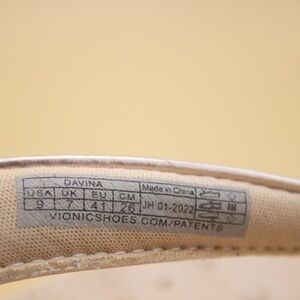 DAVINA
USA UK EU CM Made in China
9 7 41 26 JH 01-2022
VIONICSHOES.COM/PATENTS